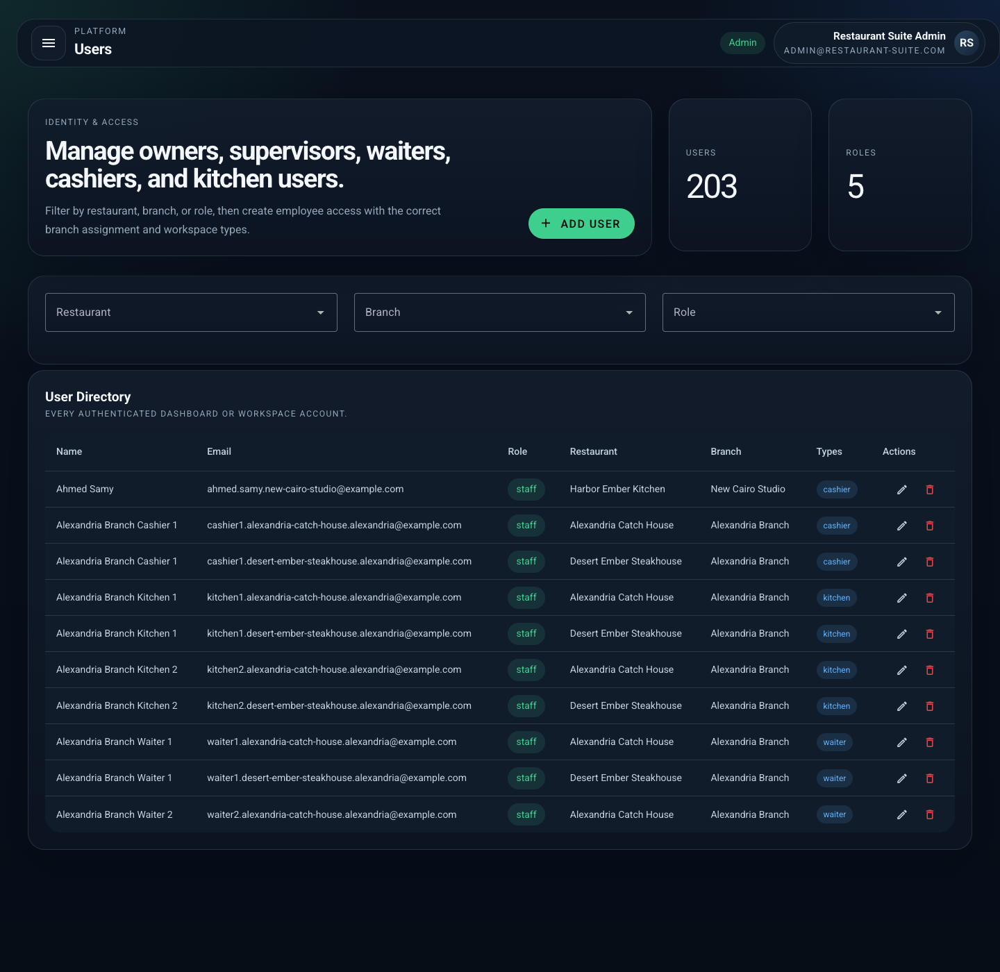 PLATFORM
Users
Admin
Restaurant Suite Admin
ADMIN@RESTAURANT-SUITE.COM
RS
IDENTITY & ACCESS
Manage owners, supervisors, waiters,
cashiers, and kitchen users.
Filter by restaurant, branch, or role, then create employee access with the correct
branch assignment and workspace types.
ADD USER
USERS
203
ROLES
5
Restaurant
Branch
Role
User Directory
EVERY AUTHENTICATED DASHBOARD OR WORKSPACE ACCOUNT.
Name Email Role Restaurant Branch Types Actions
Ahmed Samy ahmed.samy.new-cairo-studio@example.com staff Harbor Ember Kitchen New Cairo Studio cashier
Alexandria Branch Cashier 1 cashier1.alexandria-catch-house.alexandria@example.com staff Alexandria Catch House Alexandria Branch cashier
Alexandria Branch Cashier 1 cashier1.desert-ember-steakhouse.alexandria@example.com staff Desert Ember Steakhouse Alexandria Branch cashier
Alexandria Branch Kitchen 1 kitchen1.alexandria-catch-house.alexandria@example.com staff Alexandria Catch House Alexandria Branch kitchen
Alexandria Branch Kitchen 1 kitchen1.desert-ember-steakhouse.alexandria@example.com staff Desert Ember Steakhouse Alexandria Branch kitchen
Alexandria Branch Kitchen 2 kitchen2.alexandria-catch-house.alexandria@example.com staff Alexandria Catch House Alexandria Branch kitchen
Alexandria Branch Kitchen 2 kitchen2.desert-ember-steakhouse.alexandria@example.com staff Desert Ember Steakhouse Alexandria Branch kitchen
Alexandria Branch Waiter 1 waiter1.alexandria-catch-house.alexandria@example.com staff Alexandria Catch House Alexandria Branch waiter
Alexandria Branch Waiter 1 waiter1.desert-ember-steakhouse.alexandria@example.com staff Desert Ember Steakhouse Alexandria Branch waiter
Alexandria Branch Waiter 2 waiter2.alexandria-catch-house.alexandria@example.com staff Alexandria Catch House Alexandria Branch waiter